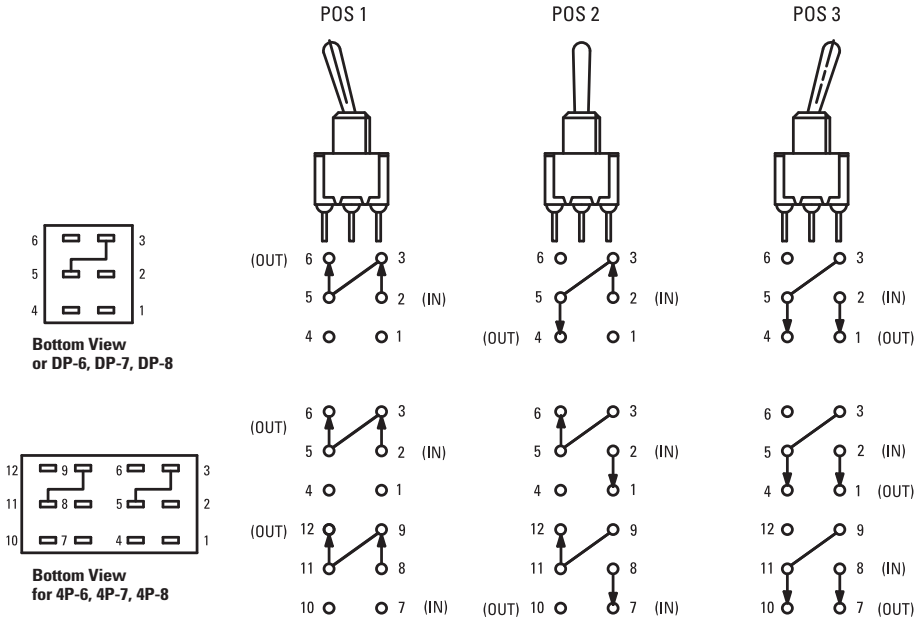 POS 1 POS 2 POS 3
6 3
5 2
4 1
Bottom View
or DP-6, DP-7, DP-8
(OUT) 6 3 6 3 6 3
5 2 (IN) 5 2 (IN) 5 2 (IN)
4 1 (OUT) 4 1 4 1 (OUT)
12 9 6 3
11 8 5 2
10 7 4 1
Bottom View
for 4P-6, 4P-7, 4P-8
6 3 6 3 6 3
(OUT)
5 2 (IN) 5 2 (IN) 5 2 (IN)
4 1 4 1 4 1 (OUT)
(OUT) 12 9 12 9 12 9
11 8 11 8 11 8 (IN)
10 7 (IN) (OUT) 10 7 (IN) 10 7 (OUT)